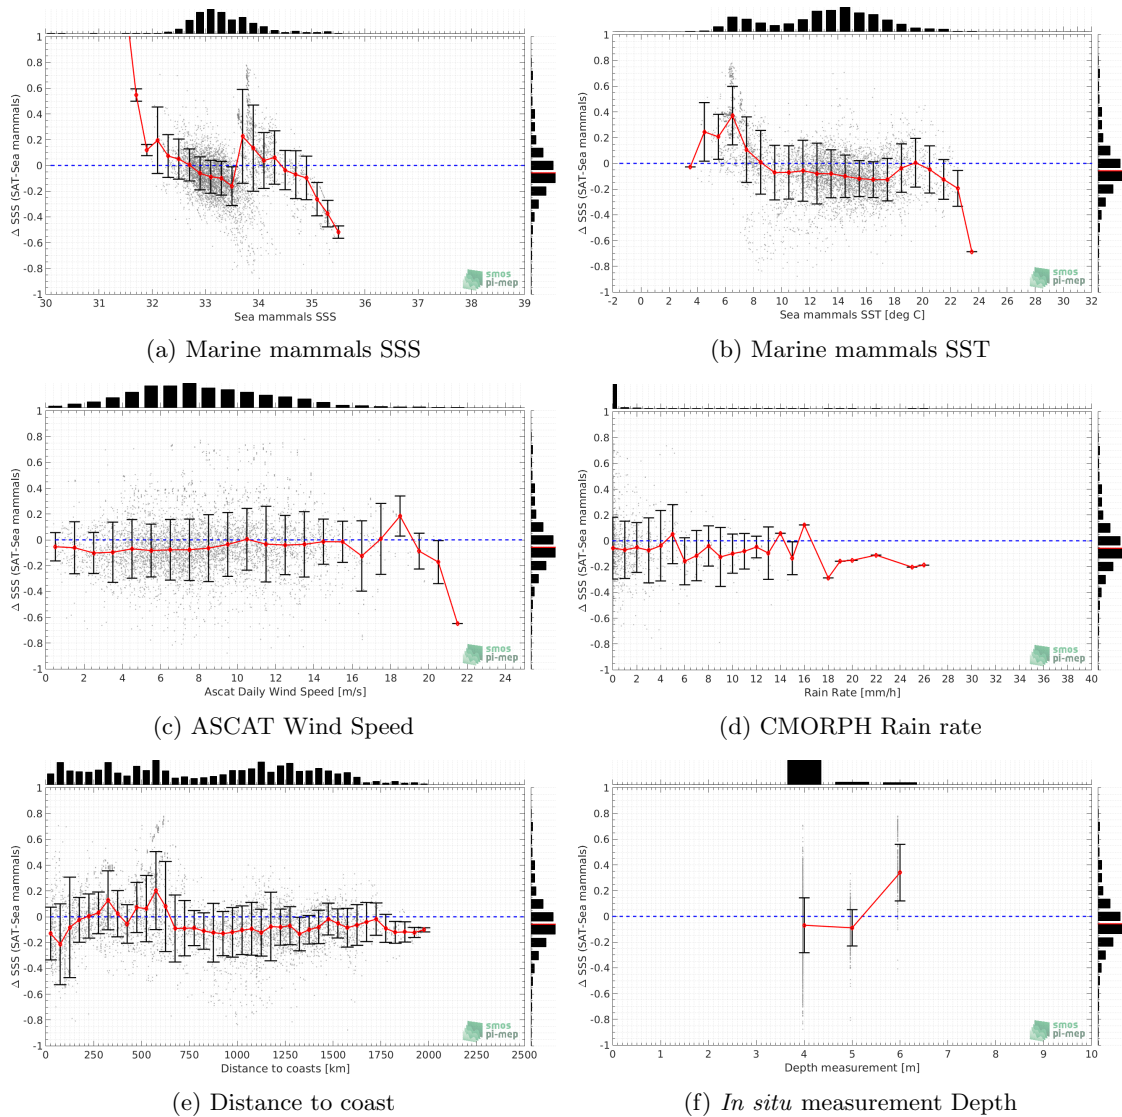 1
0.8
0.6
0.4
0.2
0
-0.2
-0.4
-0.6
-0.8
-1
Δ SSS (SAT-Sea mammals)
30 31 32 33 34 35 36 37 38 39
Sea mammals SSS
smos
pi-mep
(a) Marine mammals SSS
1
0.8
0.6
0.4
0.2
0
-0.2
-0.4
-0.6
-0.8
-1
Δ SSS (SAT-Sea mammals)
-2 0 2 4 6 8 10 12 14 16 18 20 22 24 26 28 30 32
Sea mammals SST [deg C]
smos
pi-mep
(b) Marine mammals SST
1
0.8
0.6
0.4
0.2
0
-0.2
-0.4
-0.6
-0.8
-1
Δ SSS (SAT-Sea mammals)
0 2 4 6 8 10 12 14 16 18 20 22 24
Ascat Daily Wind Speed [m/s]
smos
pi-mep
(c) ASCAT Wind Speed
1
0.8
0.6
0.4
0.2
0
-0.2
-0.4
-0.6
-0.8
-1
Δ SSS (SAT-Sea mammals)
0 2 4 6 8 10 12 14 16 18 20 22 24 26 28 30 32 34 36 38 40
Rain Rate [mm/h]
smos
pi-mep
(d) CMORPH Rain rate
1
0.8
0.6
0.4
0.2
0
-0.2
-0.4
-0.6
-0.8
-1
Δ SSS (SAT-Sea mammals)
0 250 500 750 1000 1250 1500 1750 2000 2250 2500
Distance to coasts [km]
smos
pi-mep
(e) Distance to coast
1
0.8
0.6
0.4
0.2
0
-0.2
-0.4
-0.6
-0.8
-1
Δ SSS (SAT-Sea mammals)
0 1 2 3 4 5 6 7 8 9 10
Depth measurement [m]
smos
pi-mep
(f) In situ measurement Depth